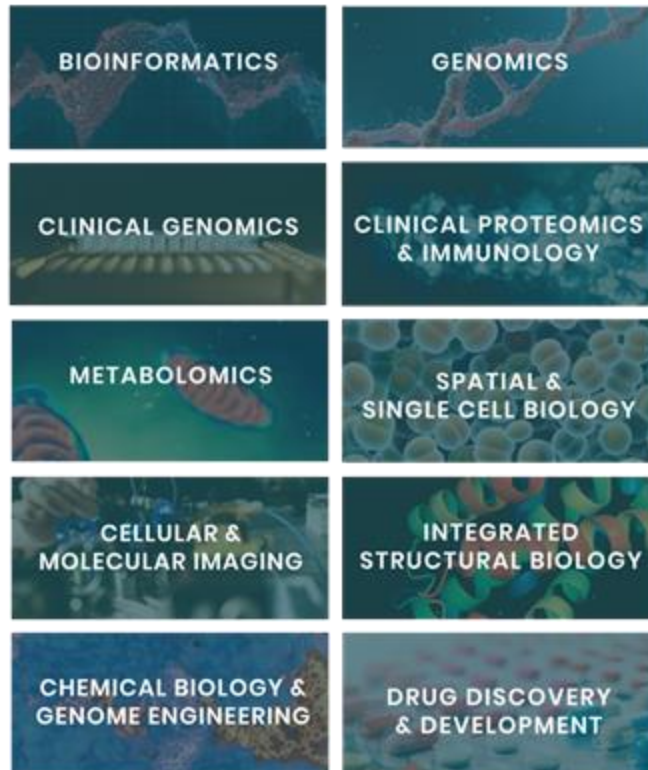 BIOINFORMATICS
GENOMICS
CLINICAL GENOMICS
CLINICAL PROTEOMICS
& IMMUNOLOGY
METABOLOMICS
SPATIAL &
SINGLE CELL BIOLOGY
CELLULAR &
MOLECULAR IMAGING
INTEGRATED
STRUCTURAL BIOLOGY
CHEMICAL BIOLOGY &
GENOME ENGINEERING
DRUG DISCOVERY
& DEVELOPMENT